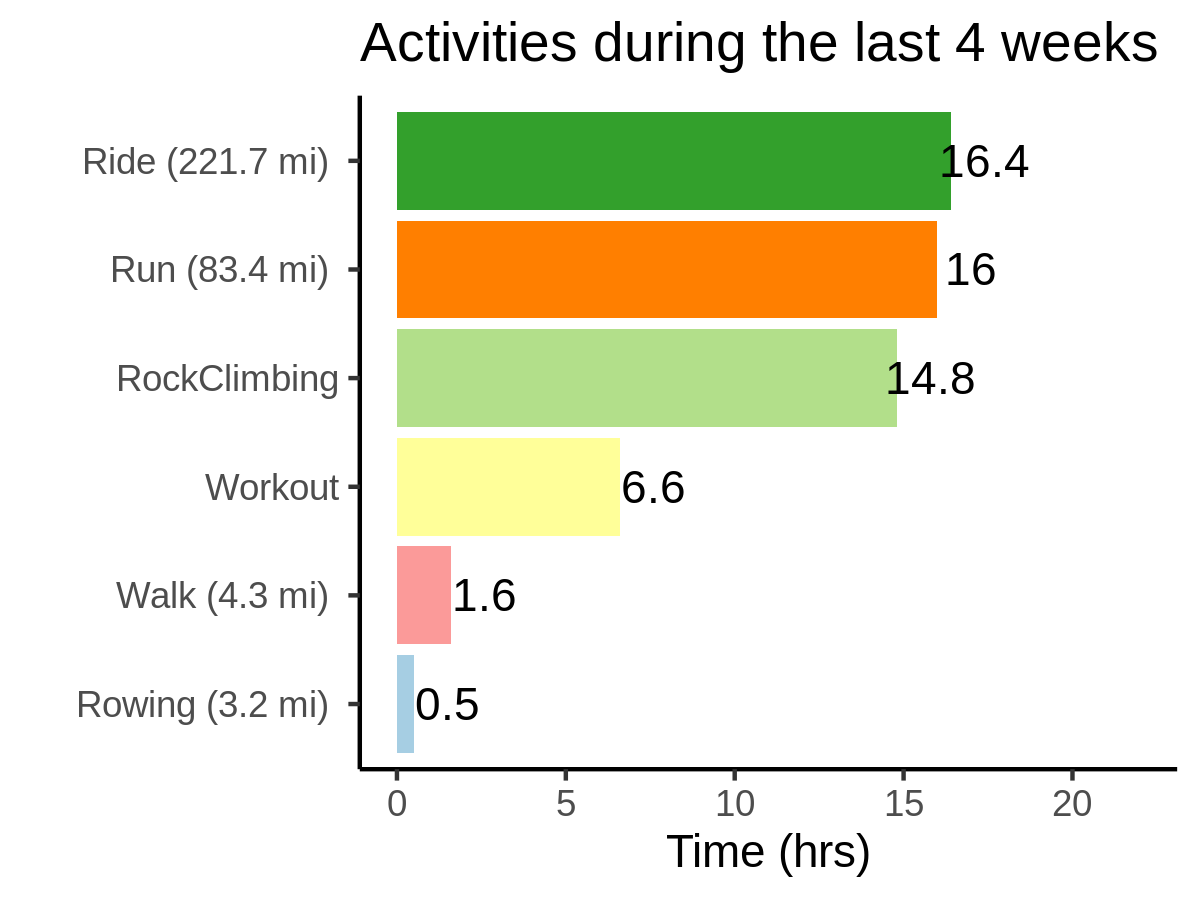 Activities during the last 4 weeks
Ride (221.7 mi) 16.4
Run (83.4 mi) 16
RockClimbing 14.8
Workout 6.6
Walk (4.3 mi) 1.6
Rowing (3.2 mi) 0.5
0 5 10 15 20
Time (hrs)